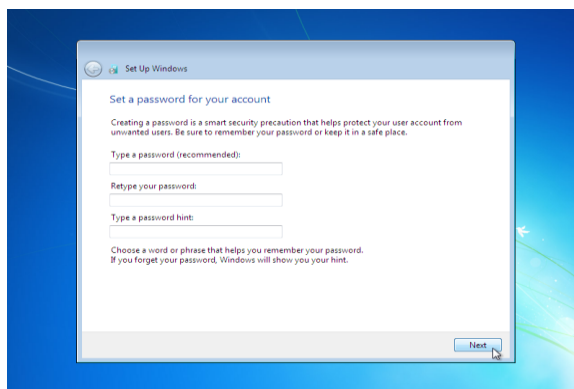 Set Up Windows
Set a password for your account
Creating a password is a smart security precaution that helps protect your user account from
unwanted users. Be sure to remember your password or keep it in a safe place.
Type a password (recommended):
Retype your password:
Type a password hint:
Choose a word or phrase that helps you remember your password.
If you forget your password, Windows will show you your hint.
Next